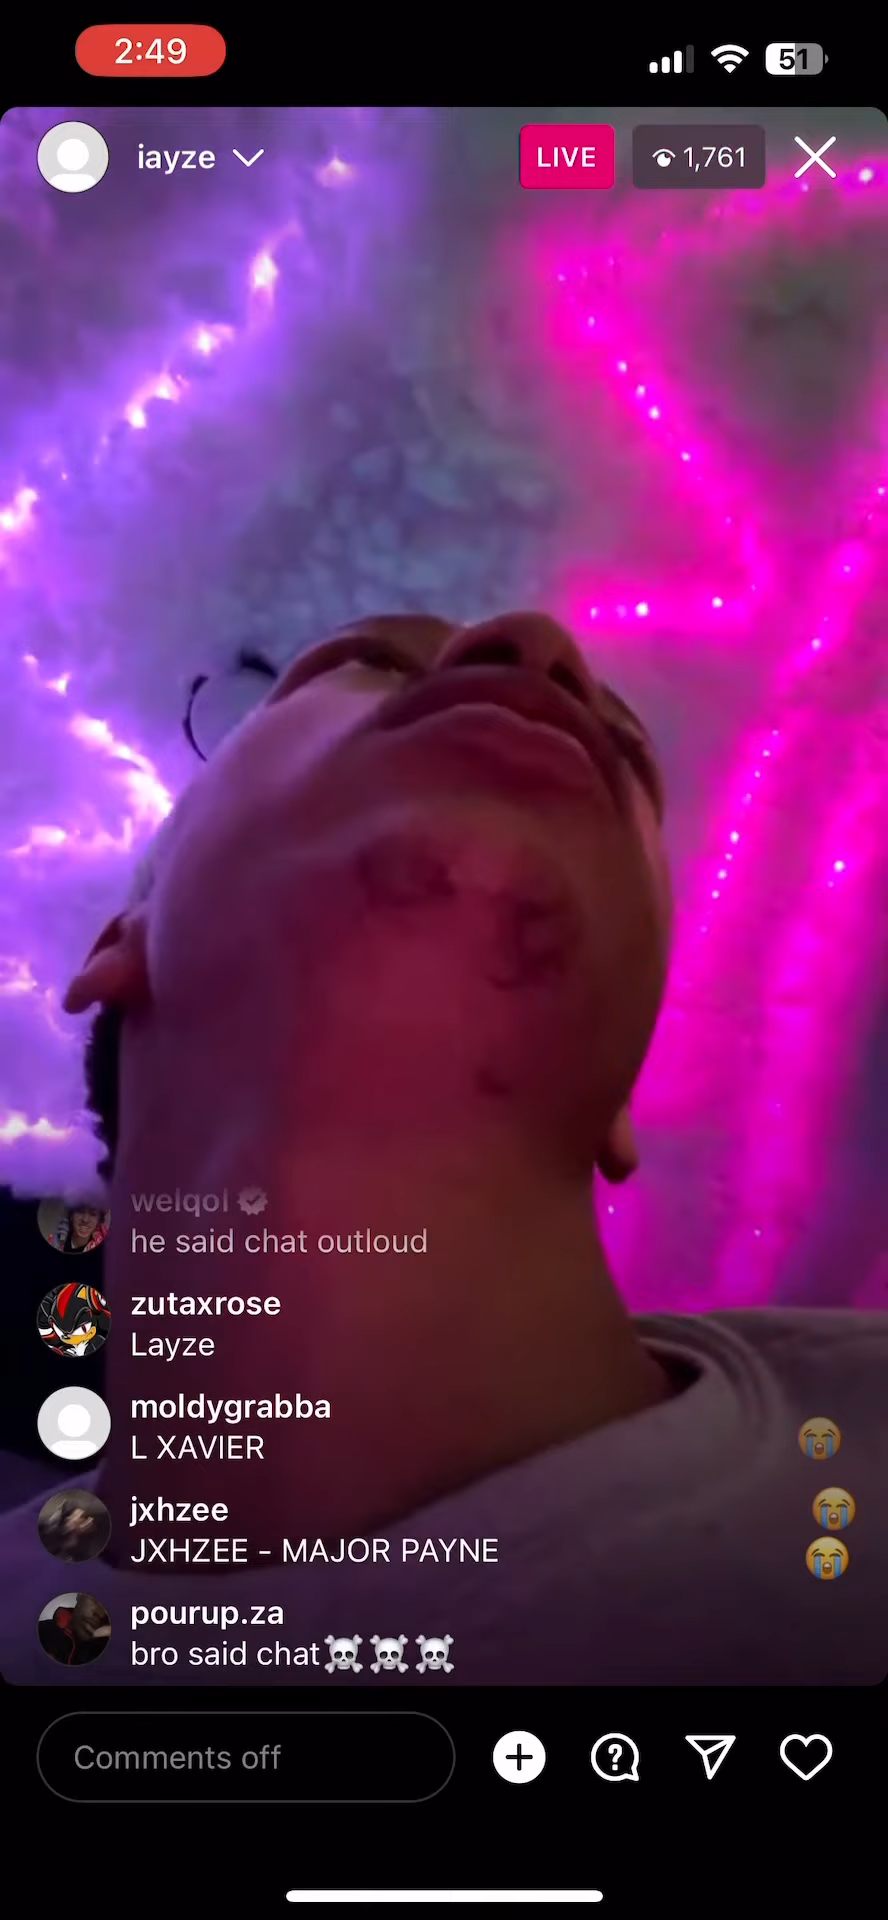 2:49
51
iayze
LIVE
1,761
welqol
he said chat outloud
zutaxrose
Layze
moldygrabba
L XAVIER
jxhzee
JXHZEE - MAJOR PAYNE
pourup.za
bro said chat☠️☠️☠️
Comments off